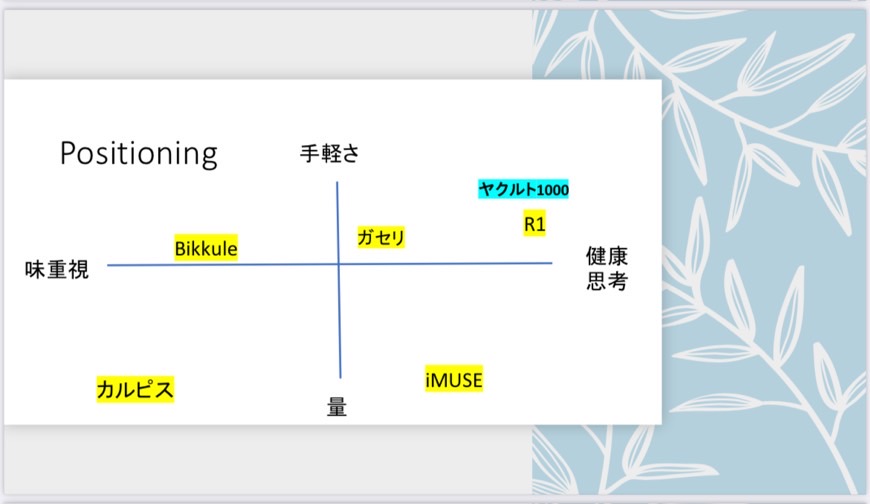 Positioning
手軽さ
ヤクルト1000
R1
ガセリ
Bikkule
味重視
健康
思考
カルピス
iMUSE
量